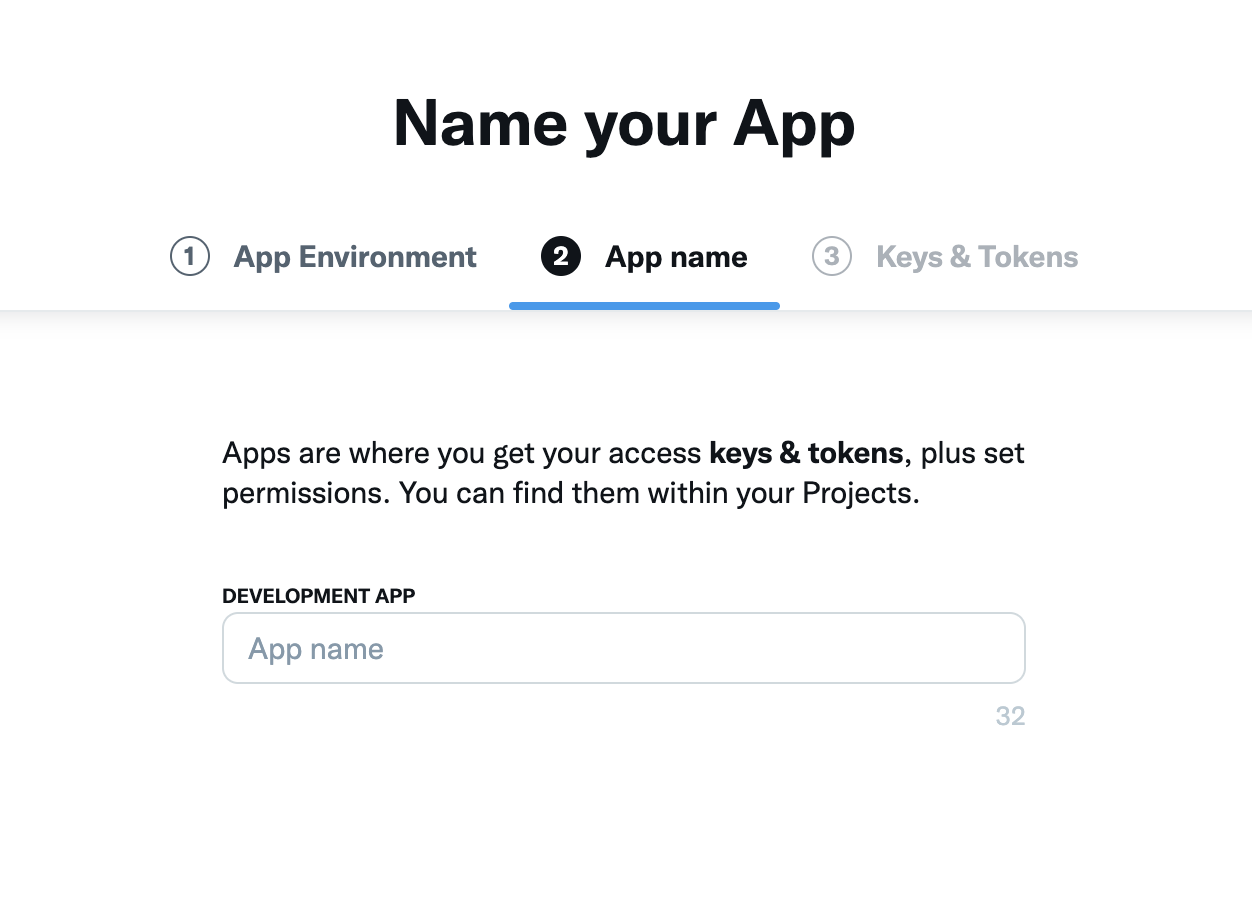 Name your App
1 App Environment 2 App name 3 Keys & Tokens
Apps are where you get your access keys & tokens, plus set
permissions. You can find them within your Projects.
DEVELOPMENT APP
App name
32